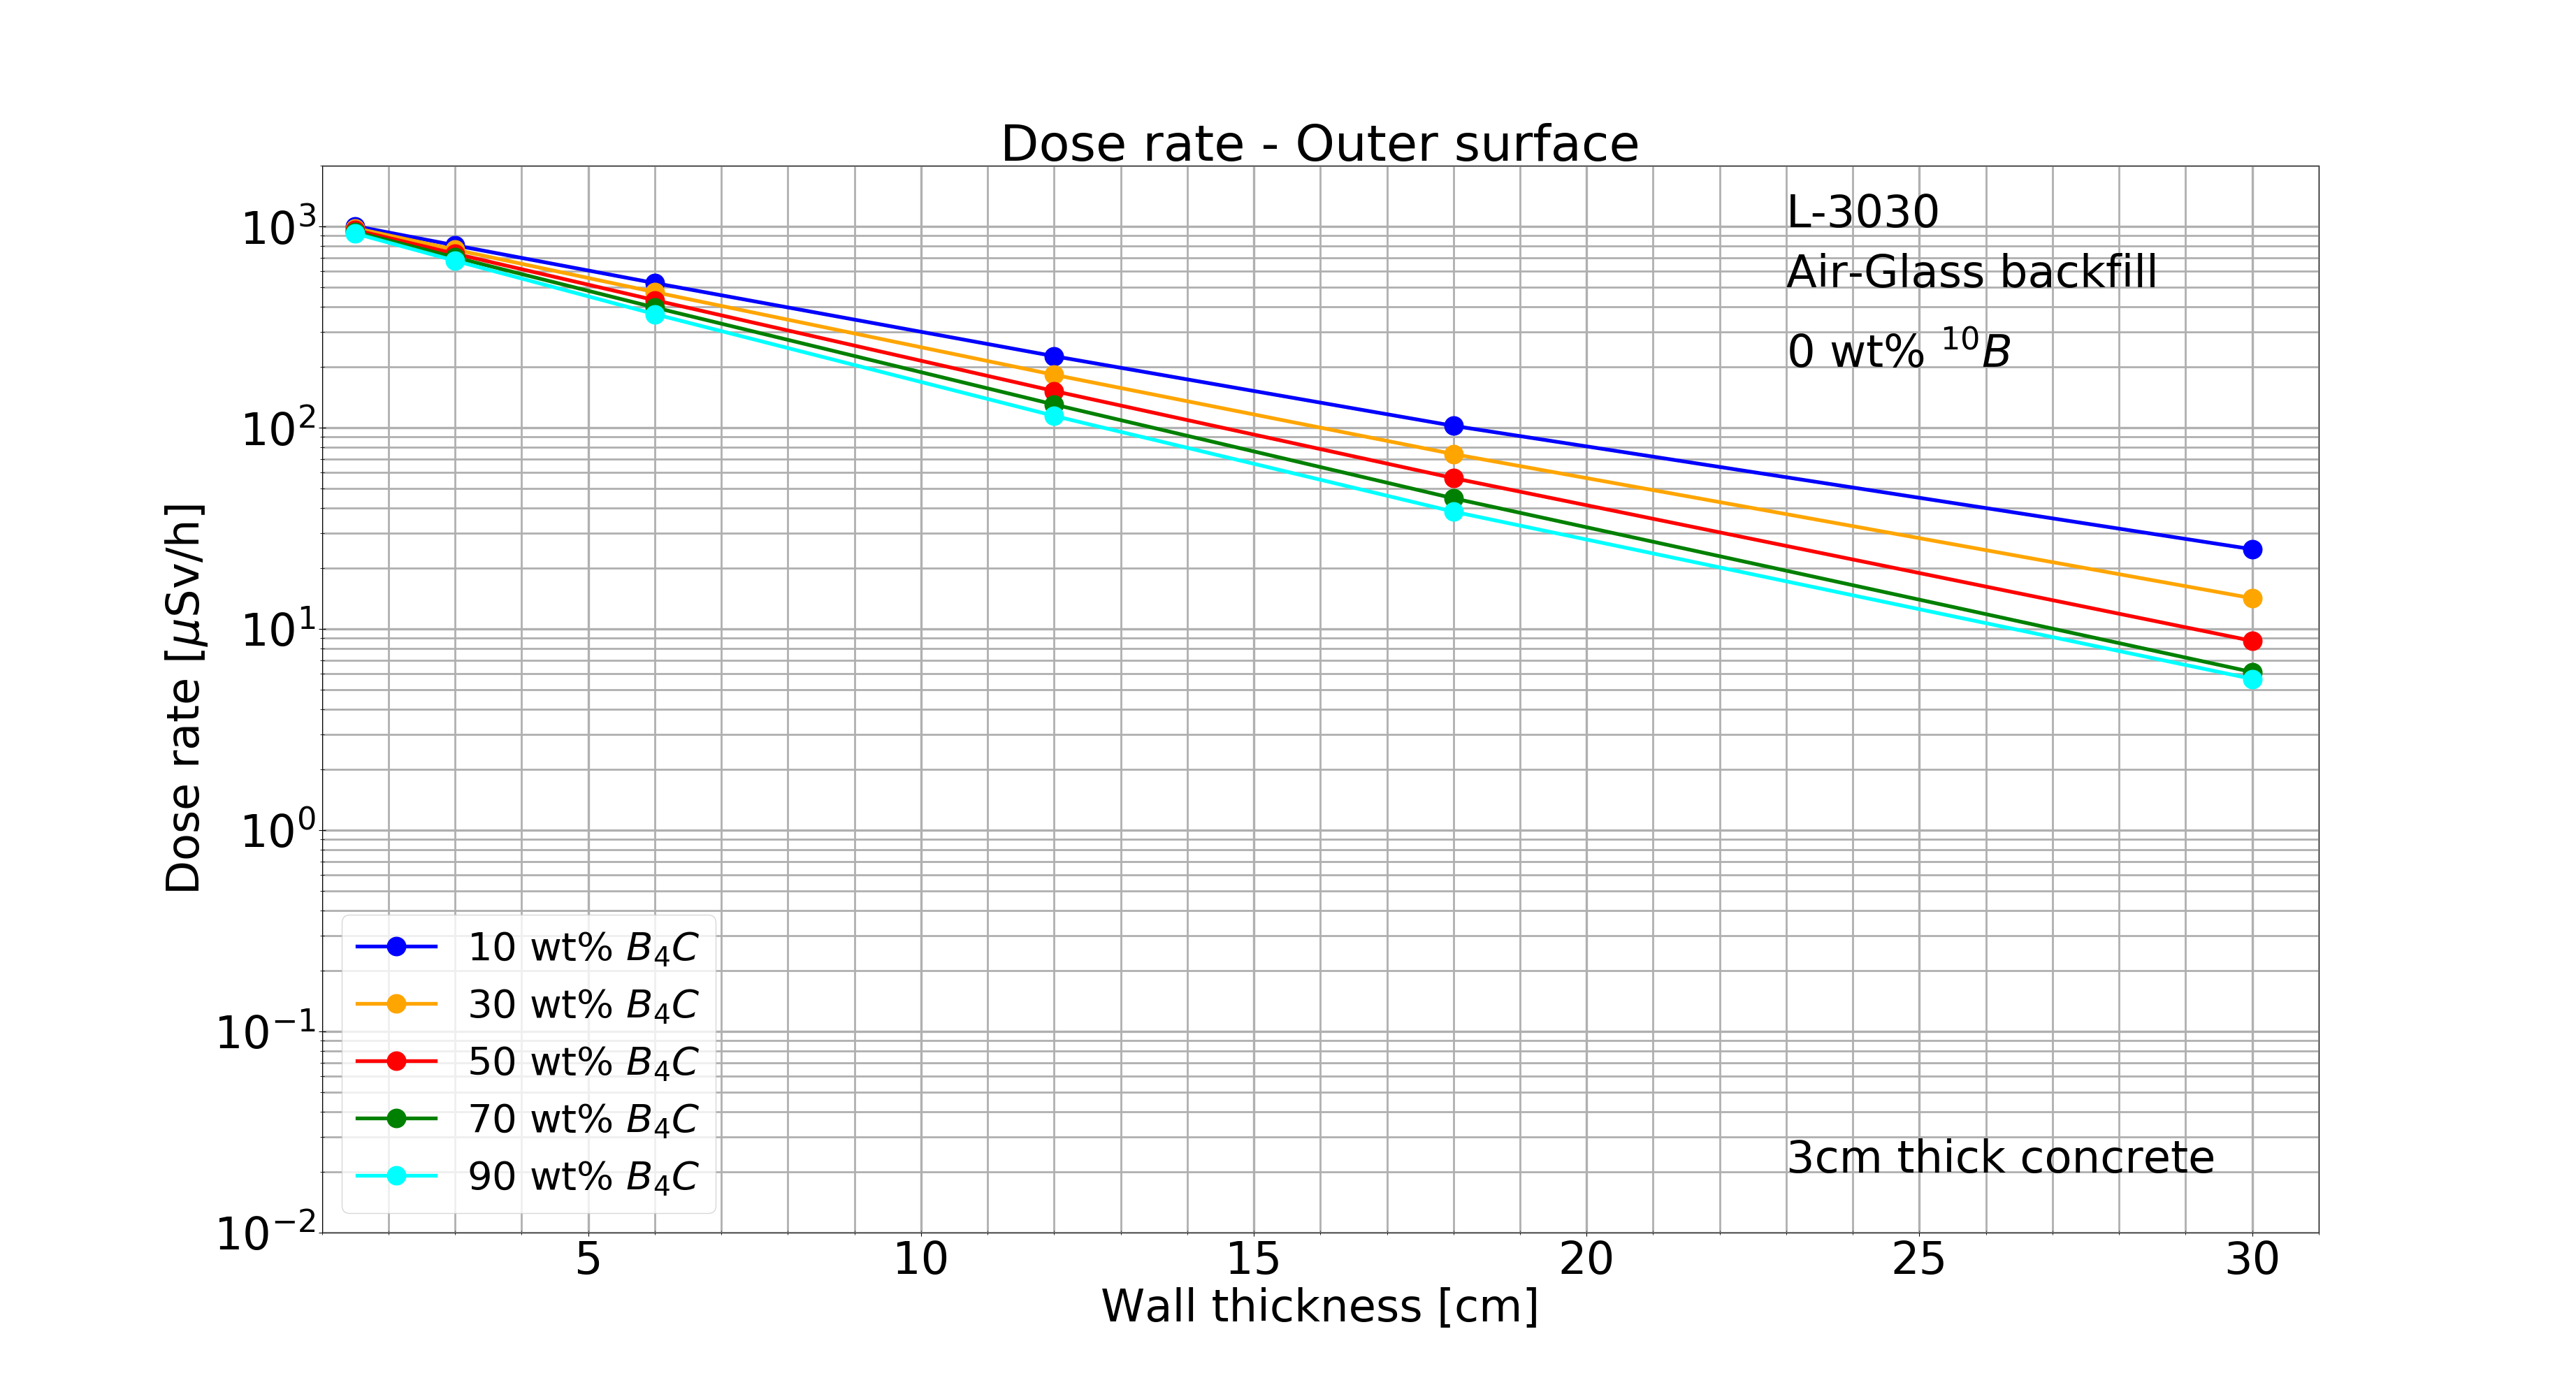 Dose rate - Outer surface
L-3030
Air-Glass backfill
0 wt% ¹⁰B
10³
10²
10¹
10⁰
10⁻¹
10⁻²
Dose rate [μSv/h]
10 wt% B₄C
30 wt% B₄C
50 wt% B₄C
70 wt% B₄C
90 wt% B₄C
3cm thick concrete
5 10 15 20 25 30
Wall thickness [cm]